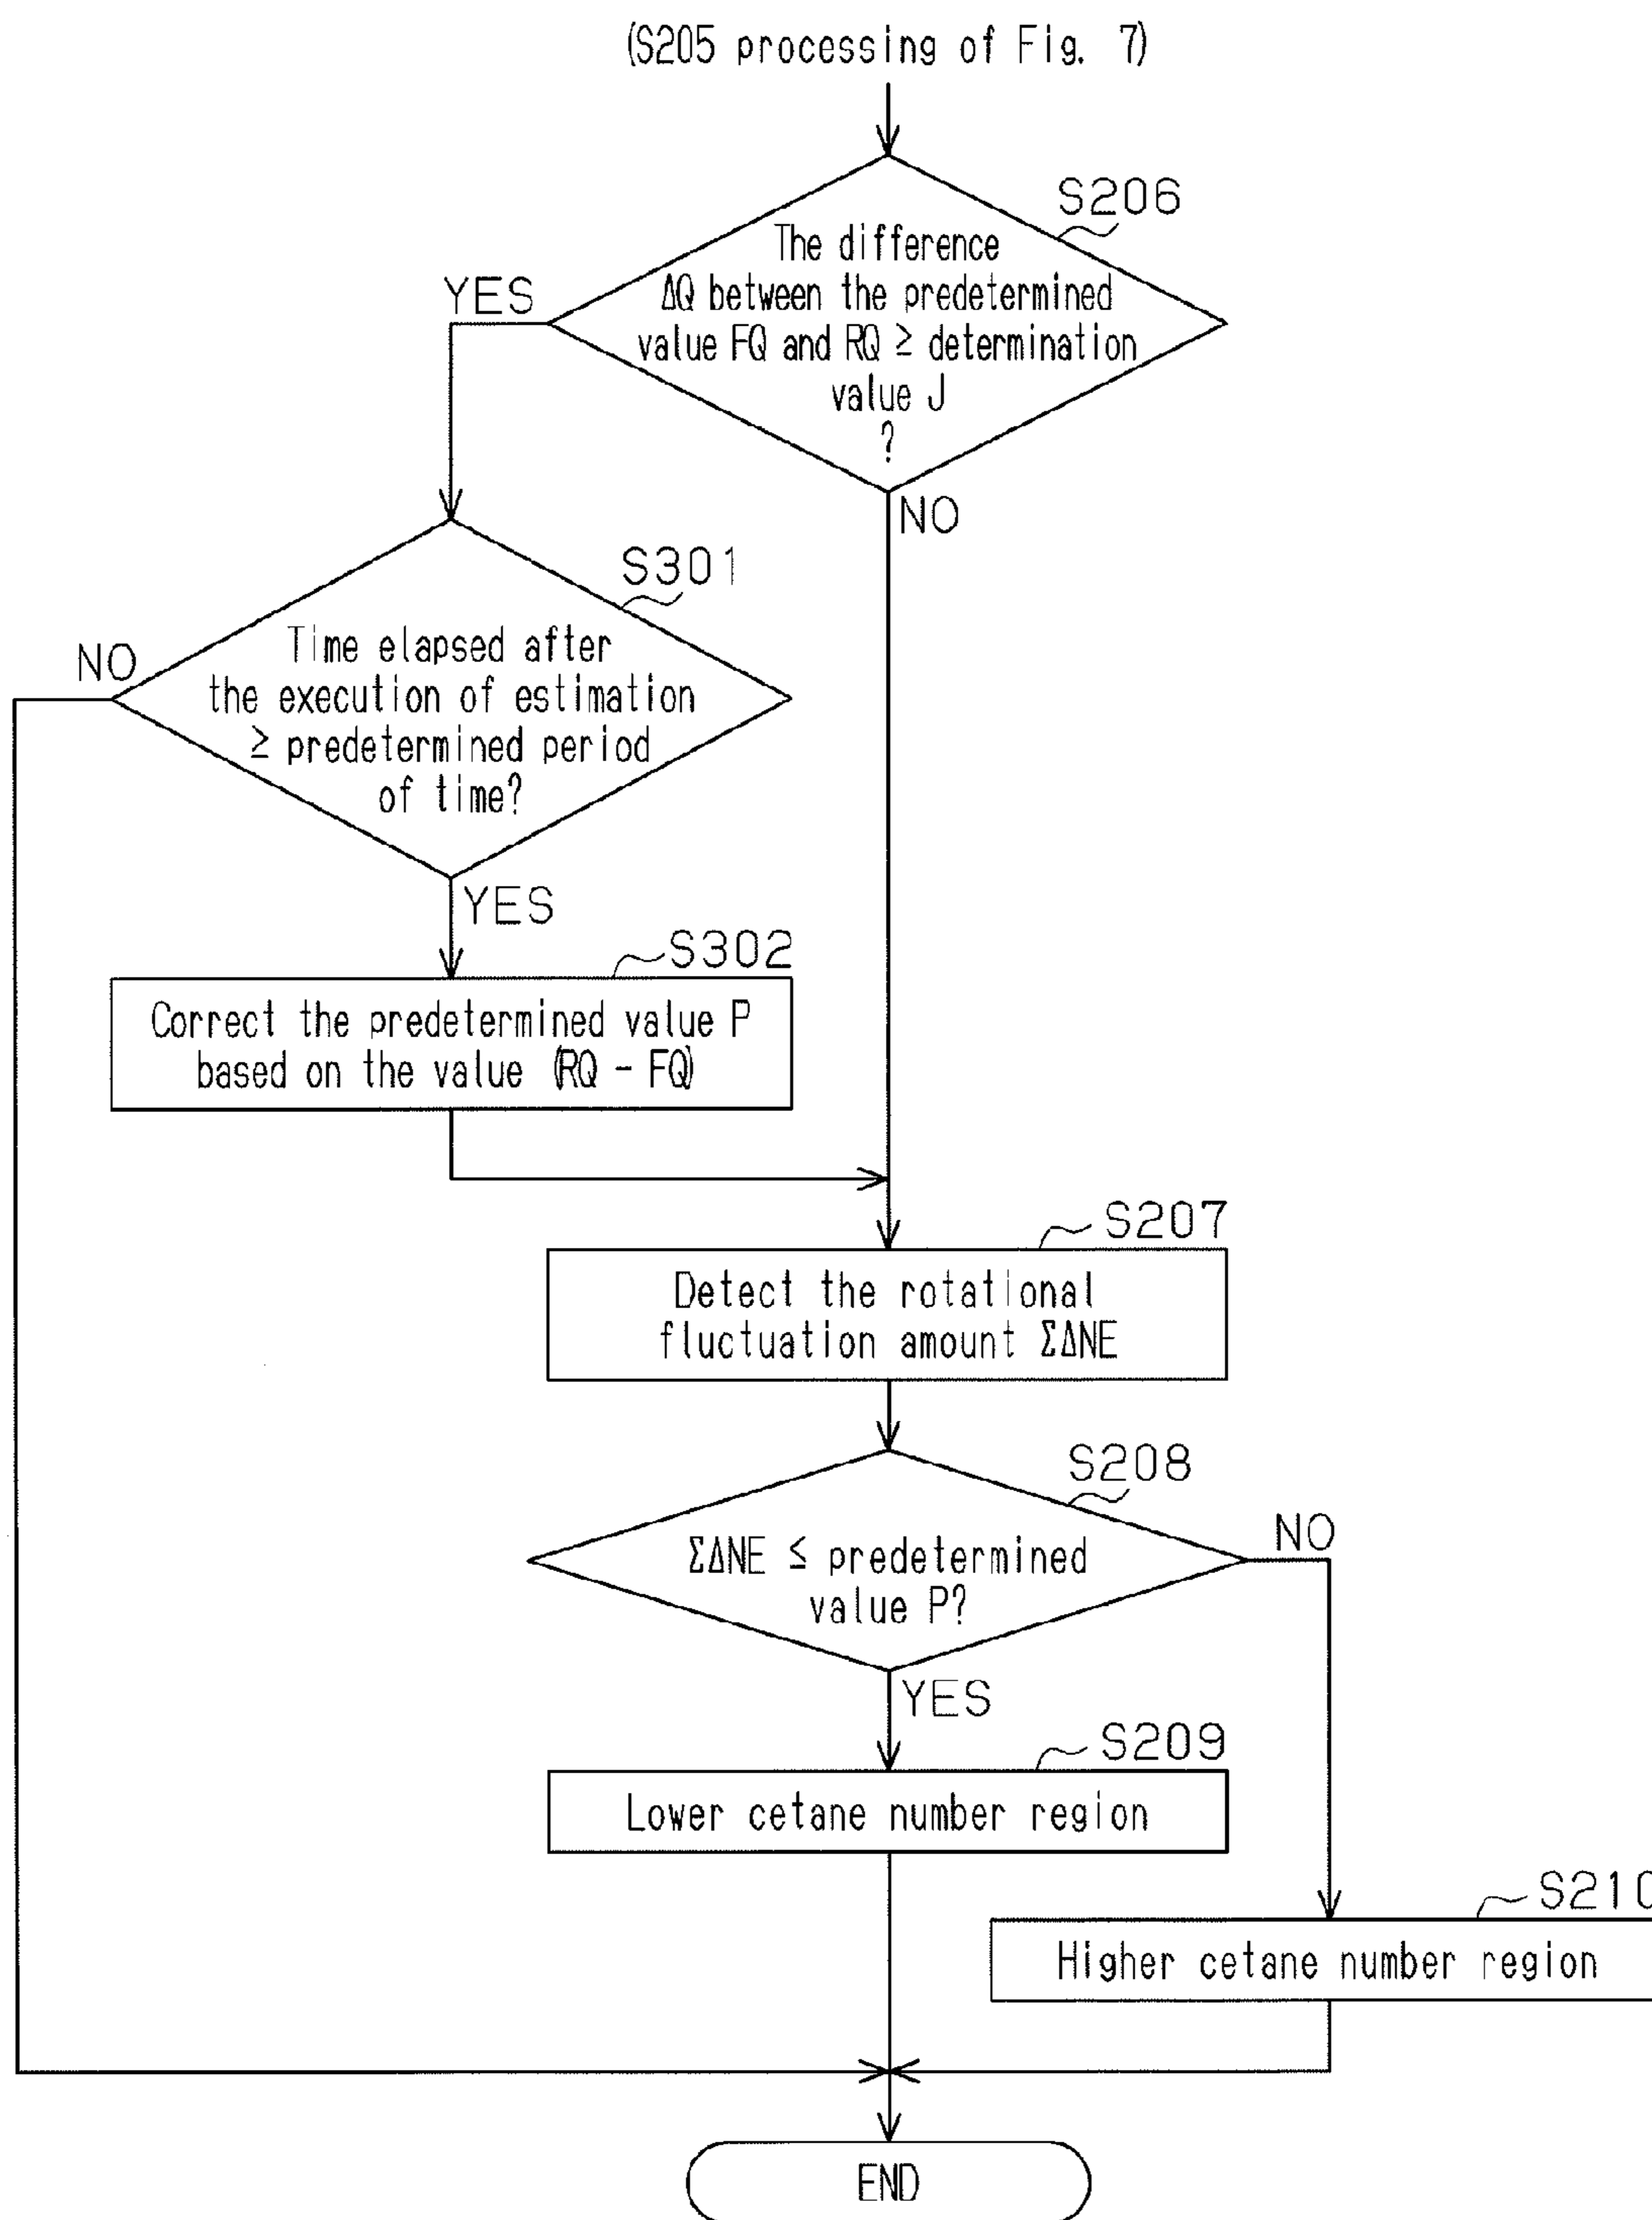 (S205 processing of Fig. 7)
S206
The difference
ΔQ between the predetermined
value FQ and RQ ≥ determination
value J
?
YES
NO
S301
Time elapsed after
the execution of estimation
≥ predetermined period
of time?
NO
YES
S302
Correct the predetermined value P
based on the value (RQ - FQ)
S207
Detect the rotational
fluctuation amount ΣΔNE
S208
ΣΔNE ≤ predetermined
value P?
NO
YES
S209
Lower cetane number region
S210
Higher cetane number region
END